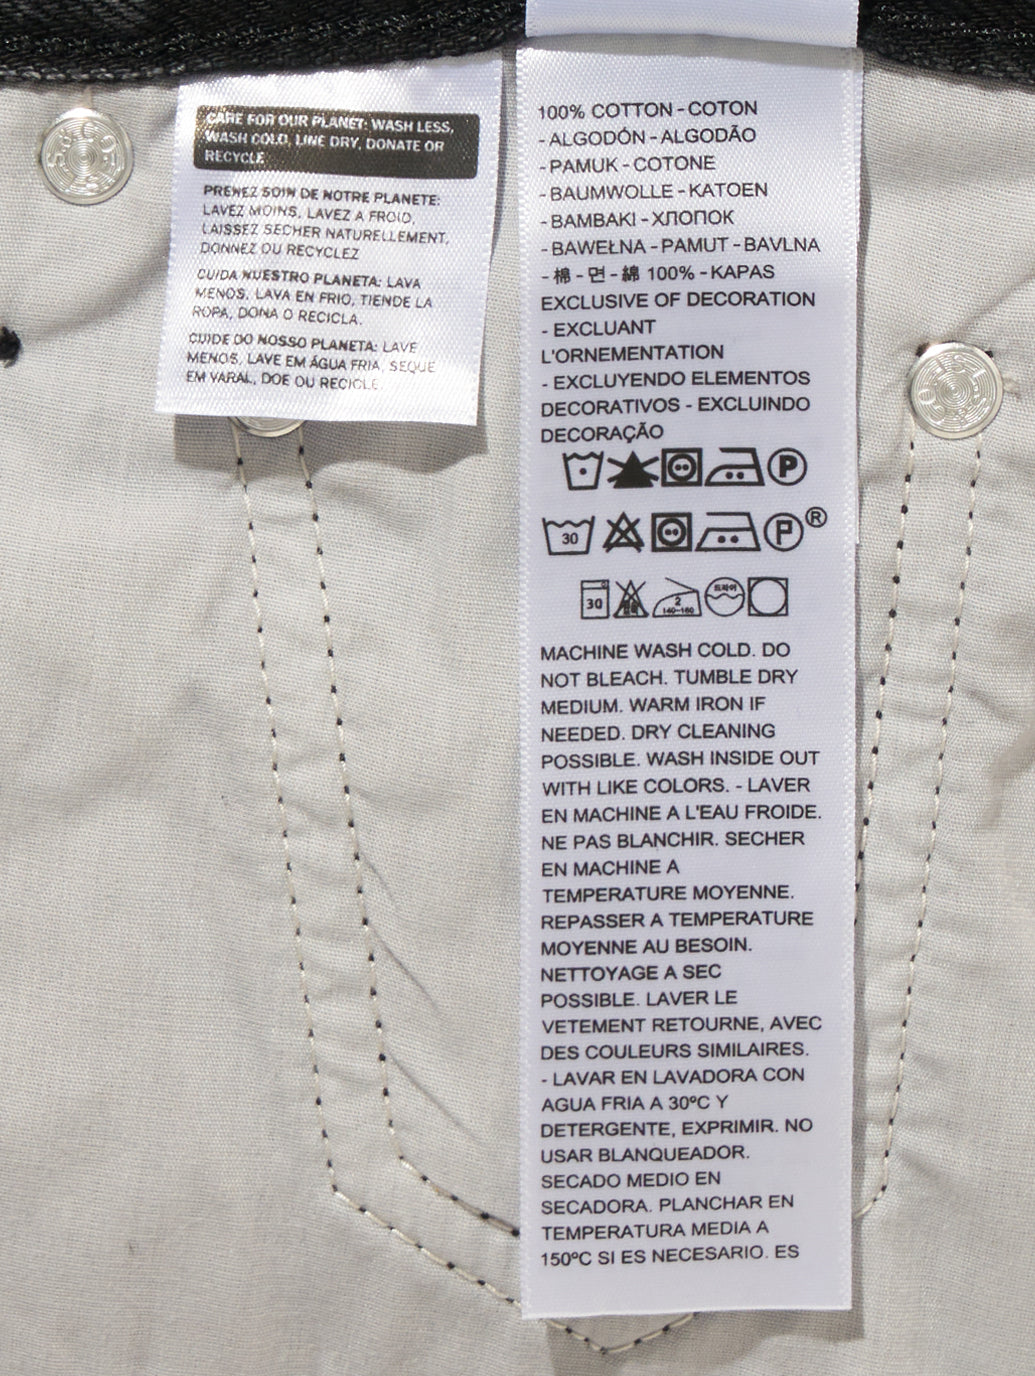 CARE FOR OUR PLANET: WASH LESS,
WASH COLD, LINE DRY, DONATE OR
RECYCLE
PRENEZ SOIN DE NOTRE PLANETE:
LAVEZ MOINS, LAVEZ A FROID,
LAISSEZ SECHER NATURELLEMENT,
DONNEZ OU RECYCLEZ
CUIDA NUESTRO PLANETA: LAVA
MENOS, LAVA EN FRIO, TIENDE LA
ROPA, DONA O RECICLA.
CUIDE DO NOSSO PLANETA: LAVE
MENOS, LAVE EM ÁGUA FRIA, SEQUE
EM VARAL, DOE OU RECICLE
100% COTTON - COTON
- ALGODÓN - ALGODÃO
- PAMUK - COTONE
- BAUMWOLLE - KATOEN
- BAMBAKI - ХЛОПОК
- BAWEŁNA - PAMUT - BAVLNA
- 棉 - 면 - 綿 100% - KAPAS
EXCLUSIVE OF DECORATION
- EXCLUANT
L'ORNEMENTATION
- EXCLUYENDO ELEMENTOS
DECORATIVOS - EXCLUINDO
DECORAÇÃO
P
30 P ®
30 2 140~160 드라이
MACHINE WASH COLD. DO
NOT BLEACH. TUMBLE DRY
MEDIUM. WARM IRON IF
NEEDED. DRY CLEANING
POSSIBLE. WASH INSIDE OUT
WITH LIKE COLORS. - LAVER
EN MACHINE A L'EAU FROIDE.
NE PAS BLANCHIR. SECHER
EN MACHINE A
TEMPERATURE MOYENNE.
REPASSER A TEMPERATURE
MOYENNE AU BESOIN.
NETTOYAGE A SEC
POSSIBLE. LAVER LE
VETEMENT RETOURNE, AVEC
DES COULEURS SIMILAIRES.
- LAVAR EN LAVADORA CON
AGUA FRIA A 30ºC Y
DETERGENTE, EXPRIMIR. NO
USAR BLANQUEADOR.
SECADO MEDIO EN
SECADORA. PLANCHAR EN
TEMPERATURA MEDIA A
150ºC SI ES NECESARIO. ES